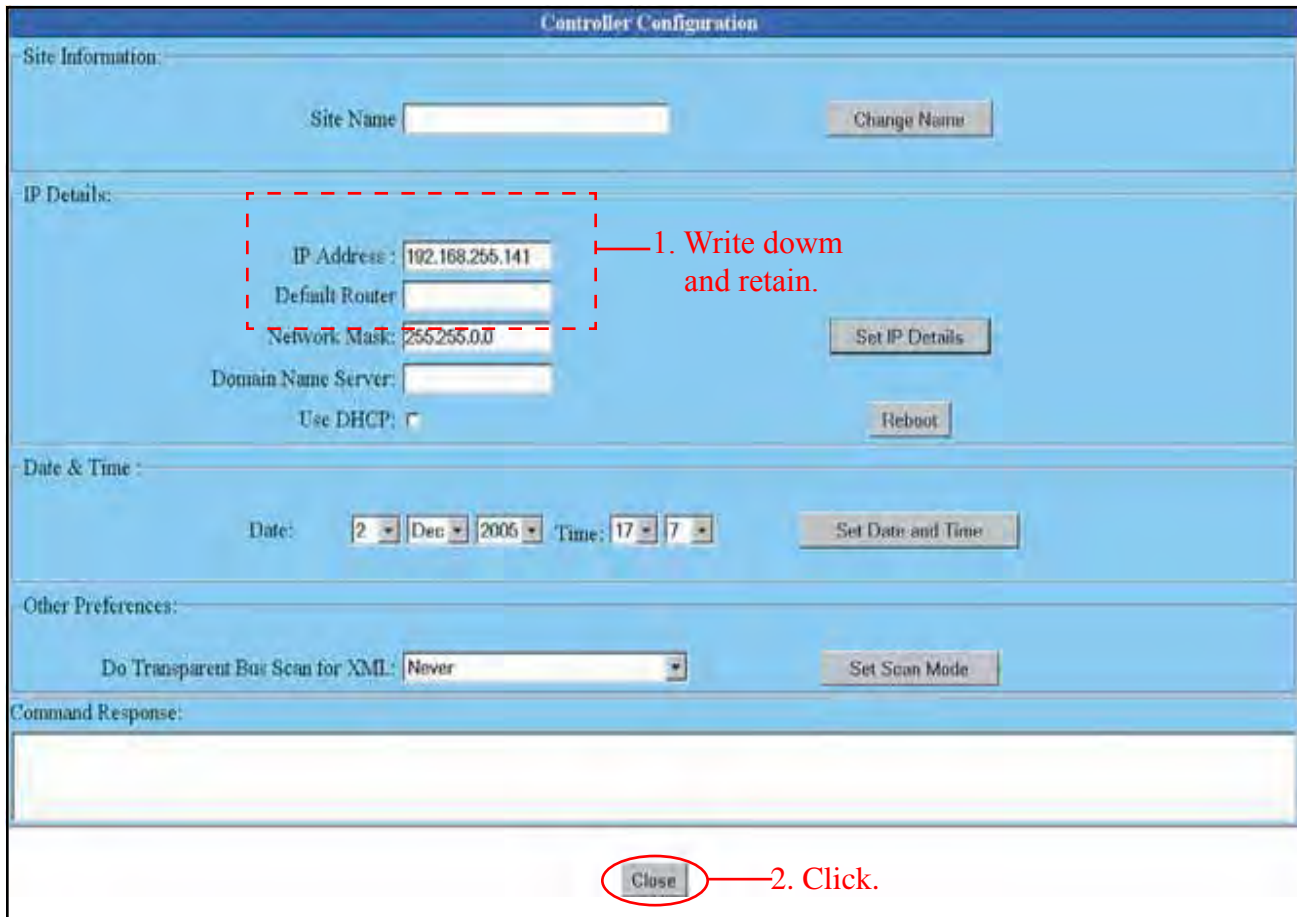 Controller Configuration
Site Information:
Site Name
Change Name
IP Details:
IP Address : 192.168.255.141
1. Write dowm
and retain.
Default Router
Network Mask: 255.255.0.0
Set IP Details
Domain Name Server:
Use DHCP:
Reboot
Date & Time :
Date: 2 Dec 2005 Time: 17 7
Set Date and Time
Other Preferences:
Do Transparent Bus Scan for XML: Never
Set Scan Mode
Command Response:
Close
2. Click.